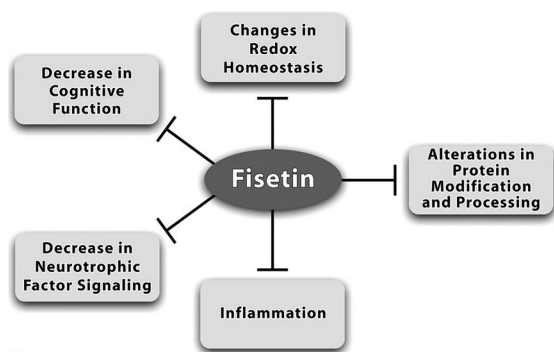 Changes in
Redox
Homeostasis
Decrease in
Cognitive
Function
Fisetin
Alterations in
Protein
Modification
and Processing
Decrease in
Neurotrophic
Factor Signaling
Inflammation